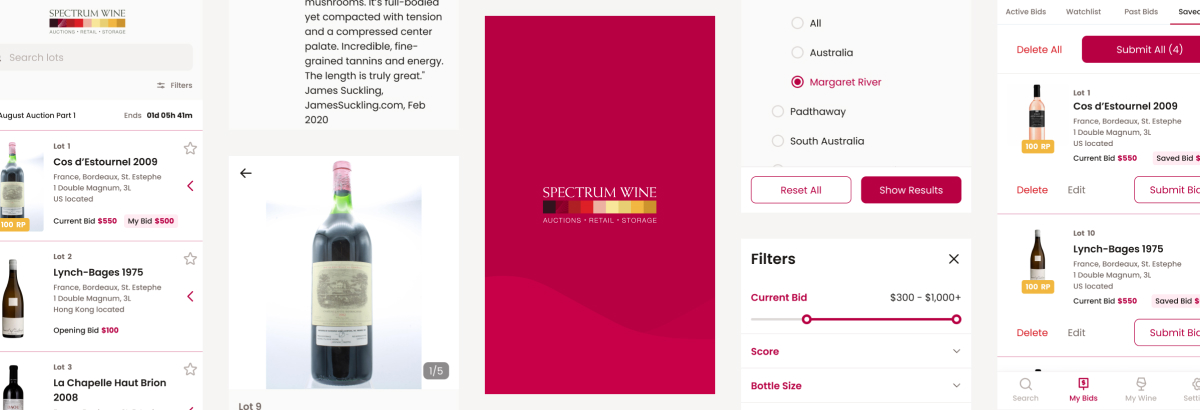 SPECTRUM WINE
AUCTIONS • RETAIL • STORAGE
Search lots
Filters
August Auction Part 1
Ends 01d 05h 41m
Lot 1
Cos d’Estournel 2009
France, Bordeaux, St. Estephe
1 Double Magnum, 3L
US located
100 RP
Current Bid $550
My Bid $500
Lot 2
Lynch-Bages 1975
France, Bordeaux, St. Estephe
1 Double Magnum, 3L
Hong Kong located
Opening Bid $100
Lot 3
La Chapelle Haut Brion
2008
mushrooms. It’s full-bodied
yet compacted with tension
and a compressed center
palate. Incredible, fine-
grained tannins and energy.
The length is truly great.”
James Suckling,
JamesSuckling.com, Feb
2020
1/5
Lot 9
SPECTRUM WINE
AUCTIONS • RETAIL • STORAGE
All
Australia
Margaret River
Padthaway
South Australia
Reset All
Show Results
Filters
Current Bid
$300 - $1,000+
Score
Bottle Size
Active Bids
Watchlist
Past Bids
Saved
Delete All
Submit All (4)
Lot 1
Cos d’Estournel 2009
France, Bordeaux, St. Estephe
1 Double Magnum, 3L
US located
100 RP
Current Bid $550
Saved Bid $
Delete
Edit
Submit Bid
Lot 10
Lynch-Bages 1975
France, Bordeaux, St. Estephe
1 Double Magnum, 3L
US located
100 RP
Current Bid $550
Saved Bid $
Delete
Edit
Submit Bid
Search
My Bids
My Wine
Setti